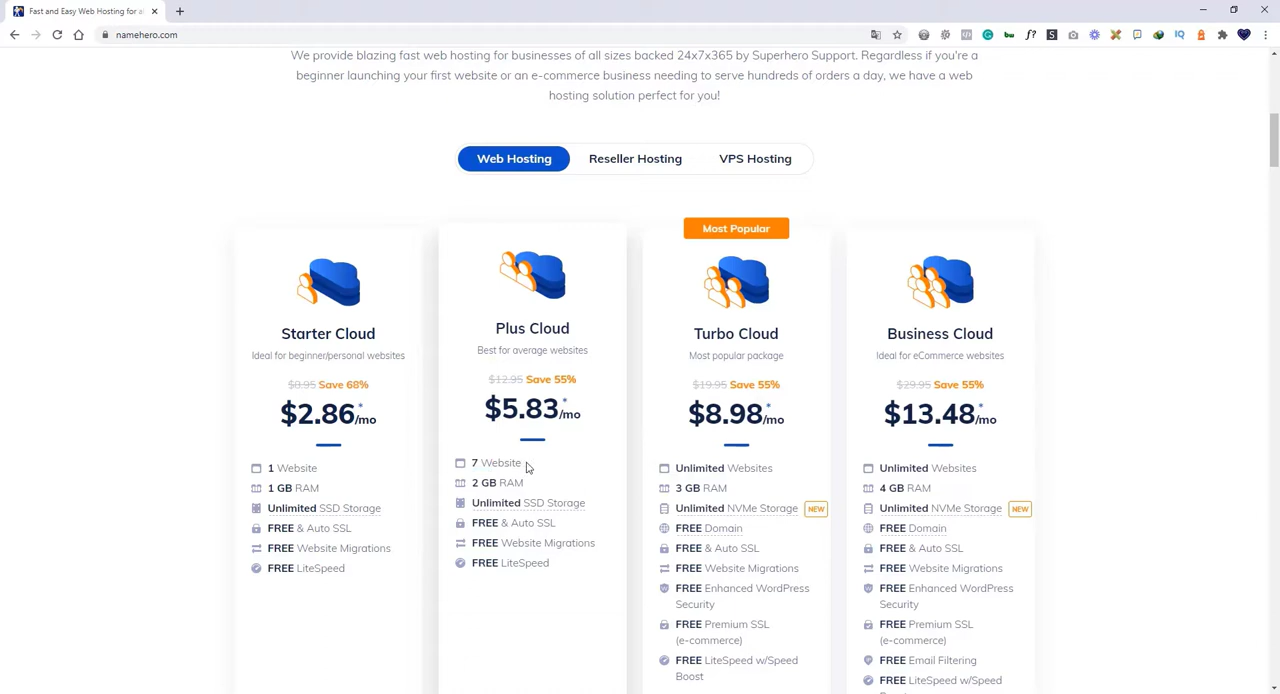 Fast and Easy Web Hosting for al
namehero.com
We provide blazing fast web hosting for businesses of all sizes backed 24x7x365 by Superhero Support. Regardless if you're a
beginner launching your first website or an e-commerce business needing to serve hundreds of orders a day, we have a web
hosting solution perfect for you!
Web Hosting
Reseller Hosting
VPS Hosting
Starter Cloud
Ideal for beginner/personal websites
$8.95 Save 68%
$2.86*/mo
1 Website
1 GB RAM
Unlimited SSD Storage
FREE & Auto SSL
FREE Website Migrations
FREE LiteSpeed
Plus Cloud
Best for average websites
$12.95 Save 55%
$5.83*/mo
7 Website
2 GB RAM
Unlimited SSD Storage
FREE & Auto SSL
FREE Website Migrations
FREE LiteSpeed
Most Popular
Turbo Cloud
Most popular package
$19.95 Save 55%
$8.98*/mo
Unlimited Websites
3 GB RAM
Unlimited NVMe Storage NEW
FREE Domain
FREE & Auto SSL
FREE Website Migrations
FREE Enhanced WordPress
Security
FREE Premium SSL
(e-commerce)
FREE LiteSpeed w/Speed
Boost
Business Cloud
Ideal for eCommerce websites
$29.95 Save 55%
$13.48*/mo
Unlimited Websites
4 GB RAM
Unlimited NVMe Storage NEW
FREE Domain
FREE & Auto SSL
FREE Website Migrations
FREE Enhanced WordPress
Security
FREE Premium SSL
(e-commerce)
FREE Email Filtering
FREE LiteSpeed w/Speed